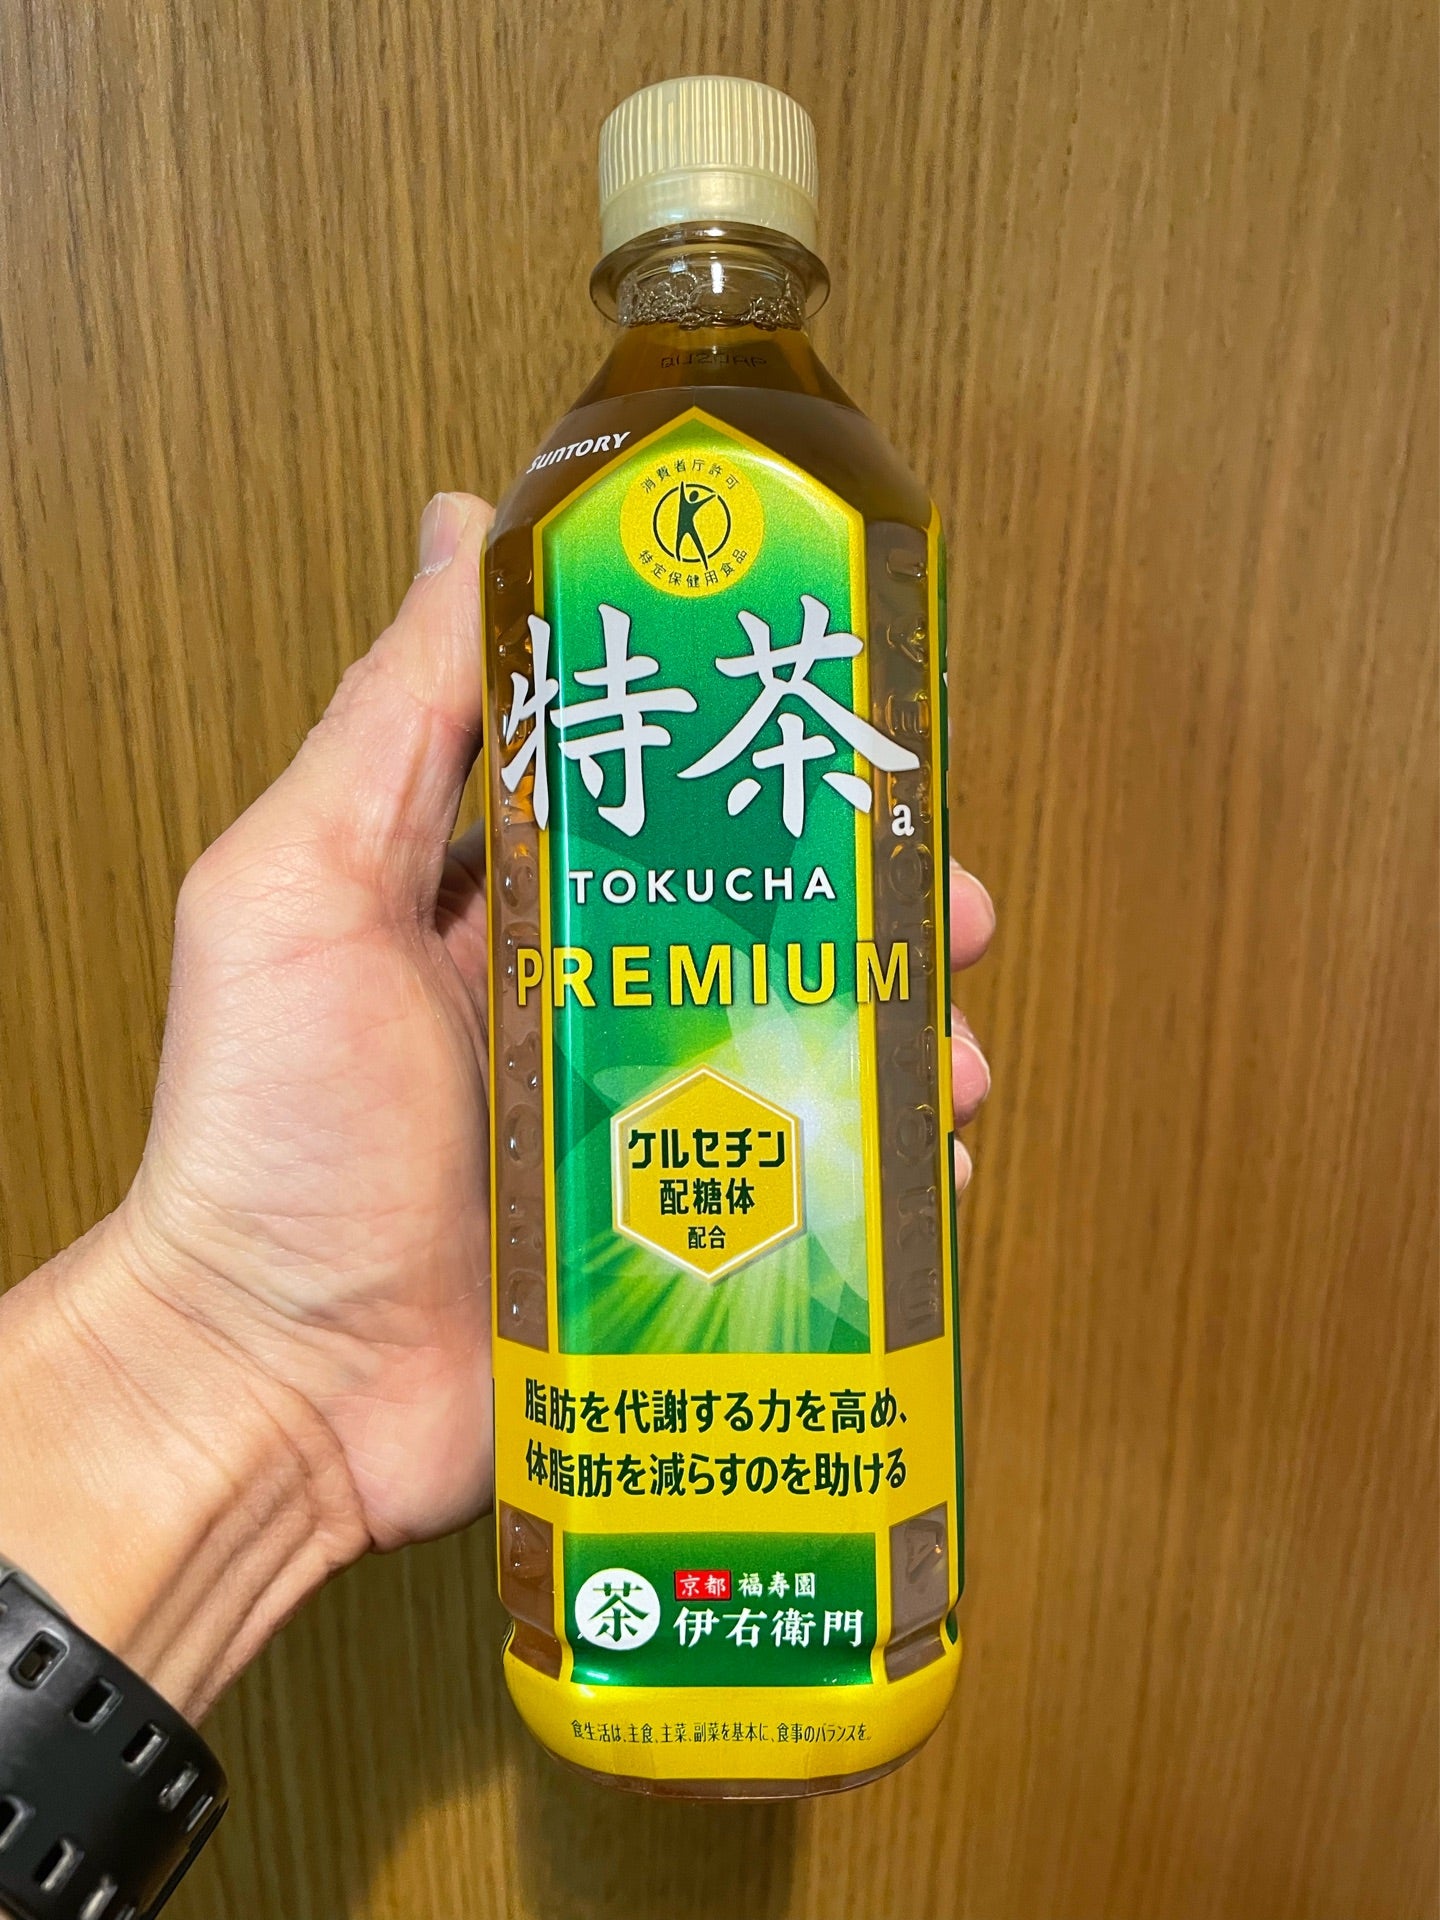 SUNTORY
消費者庁許可
特定保健用食品
特茶
a
TOKUCHA
PREMIUM
ケルセチン
配糖体
配合
脂肪を代謝する力を高め、
体脂肪を減らすのを助ける
茶
京都 福寿園
伊右衛門
食生活は、主食、主菜、副菜を基本に、食事のバランスを。